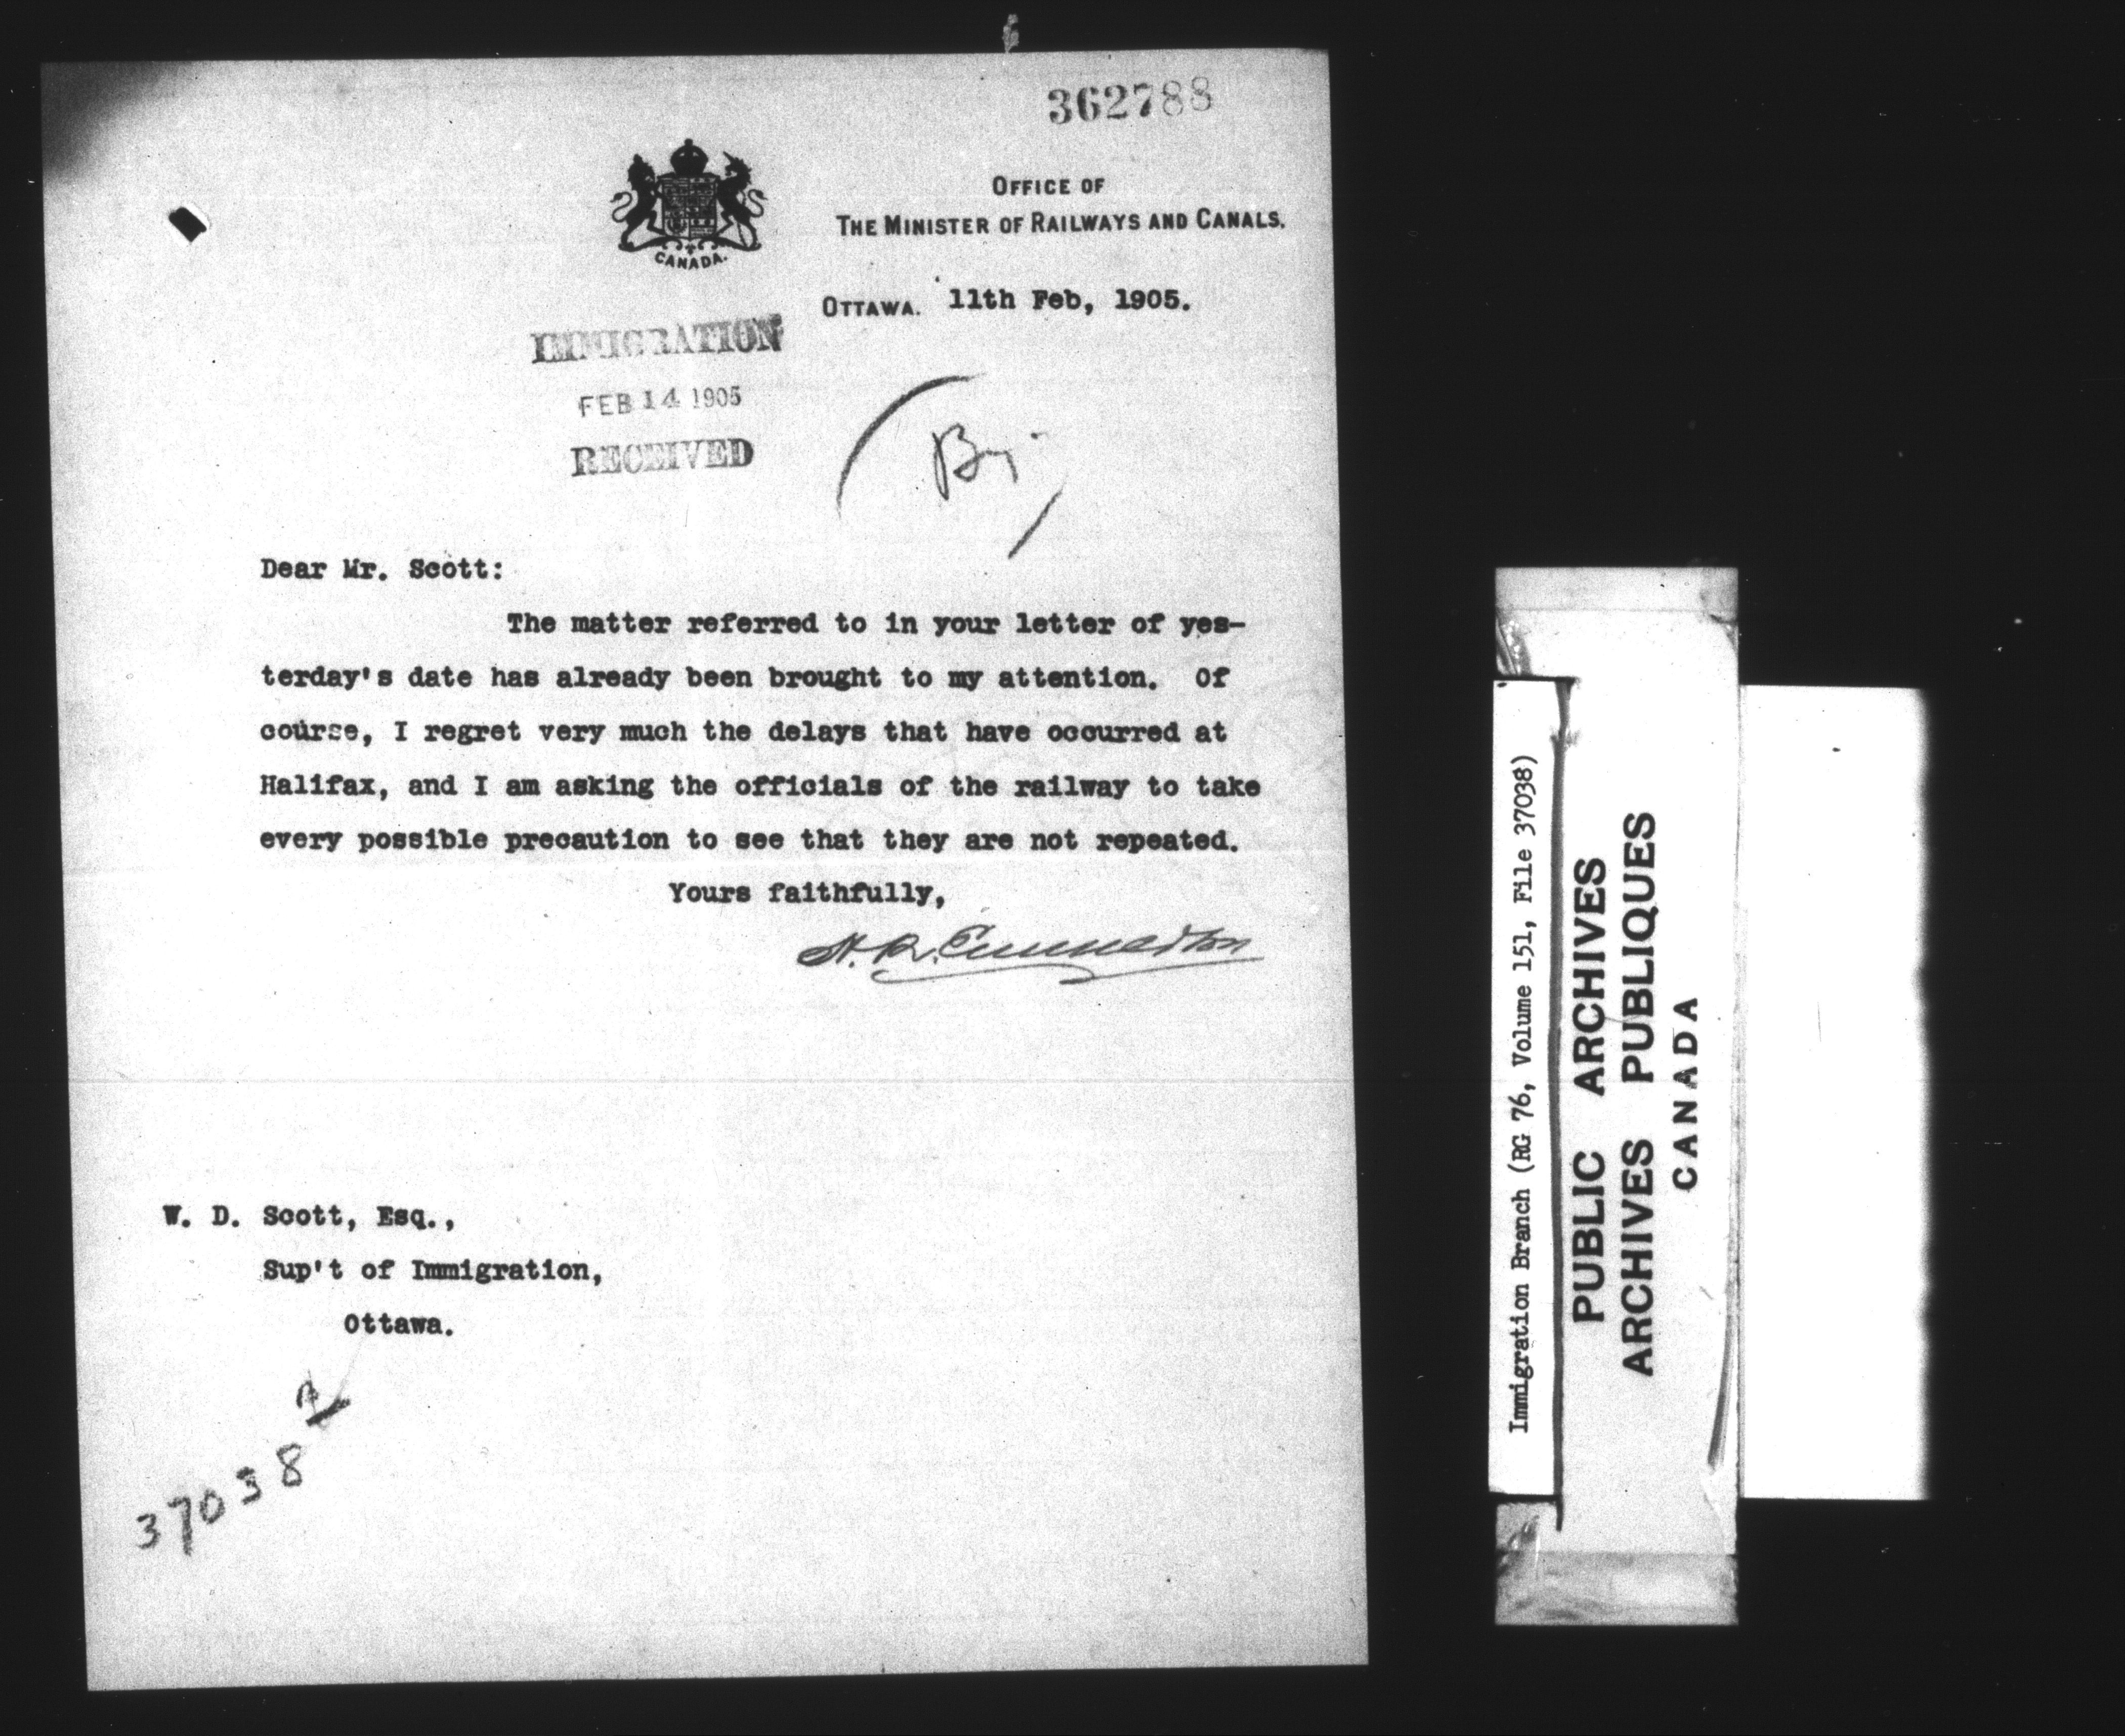 362788
CANADA.
OFFICE OF
THE MINISTER OF RAILWAYS AND CANALS.
OTTAWA. 11th Feb, 1905.
IMMIGRATION
FEB 14 1905
RECEIVED
Dear Mr. Scott:
The matter referred to in your letter of yes-
terday's date has already been brought to my attention. Of
course, I regret very much the delays that have occurred at
Halifax, and I am asking the officials of the railway to take
every possible precaution to see that they are not repeated.
Yours faithfully,
H. R. Emmerson
W. D. Scott, Esq.,
Sup't of Immigration,
Ottawa.
37038
Immigration Branch (RG 76, Volume 151, File 37038)
PUBLIC ARCHIVES
ARCHIVES PUBLIQUES
CANADA